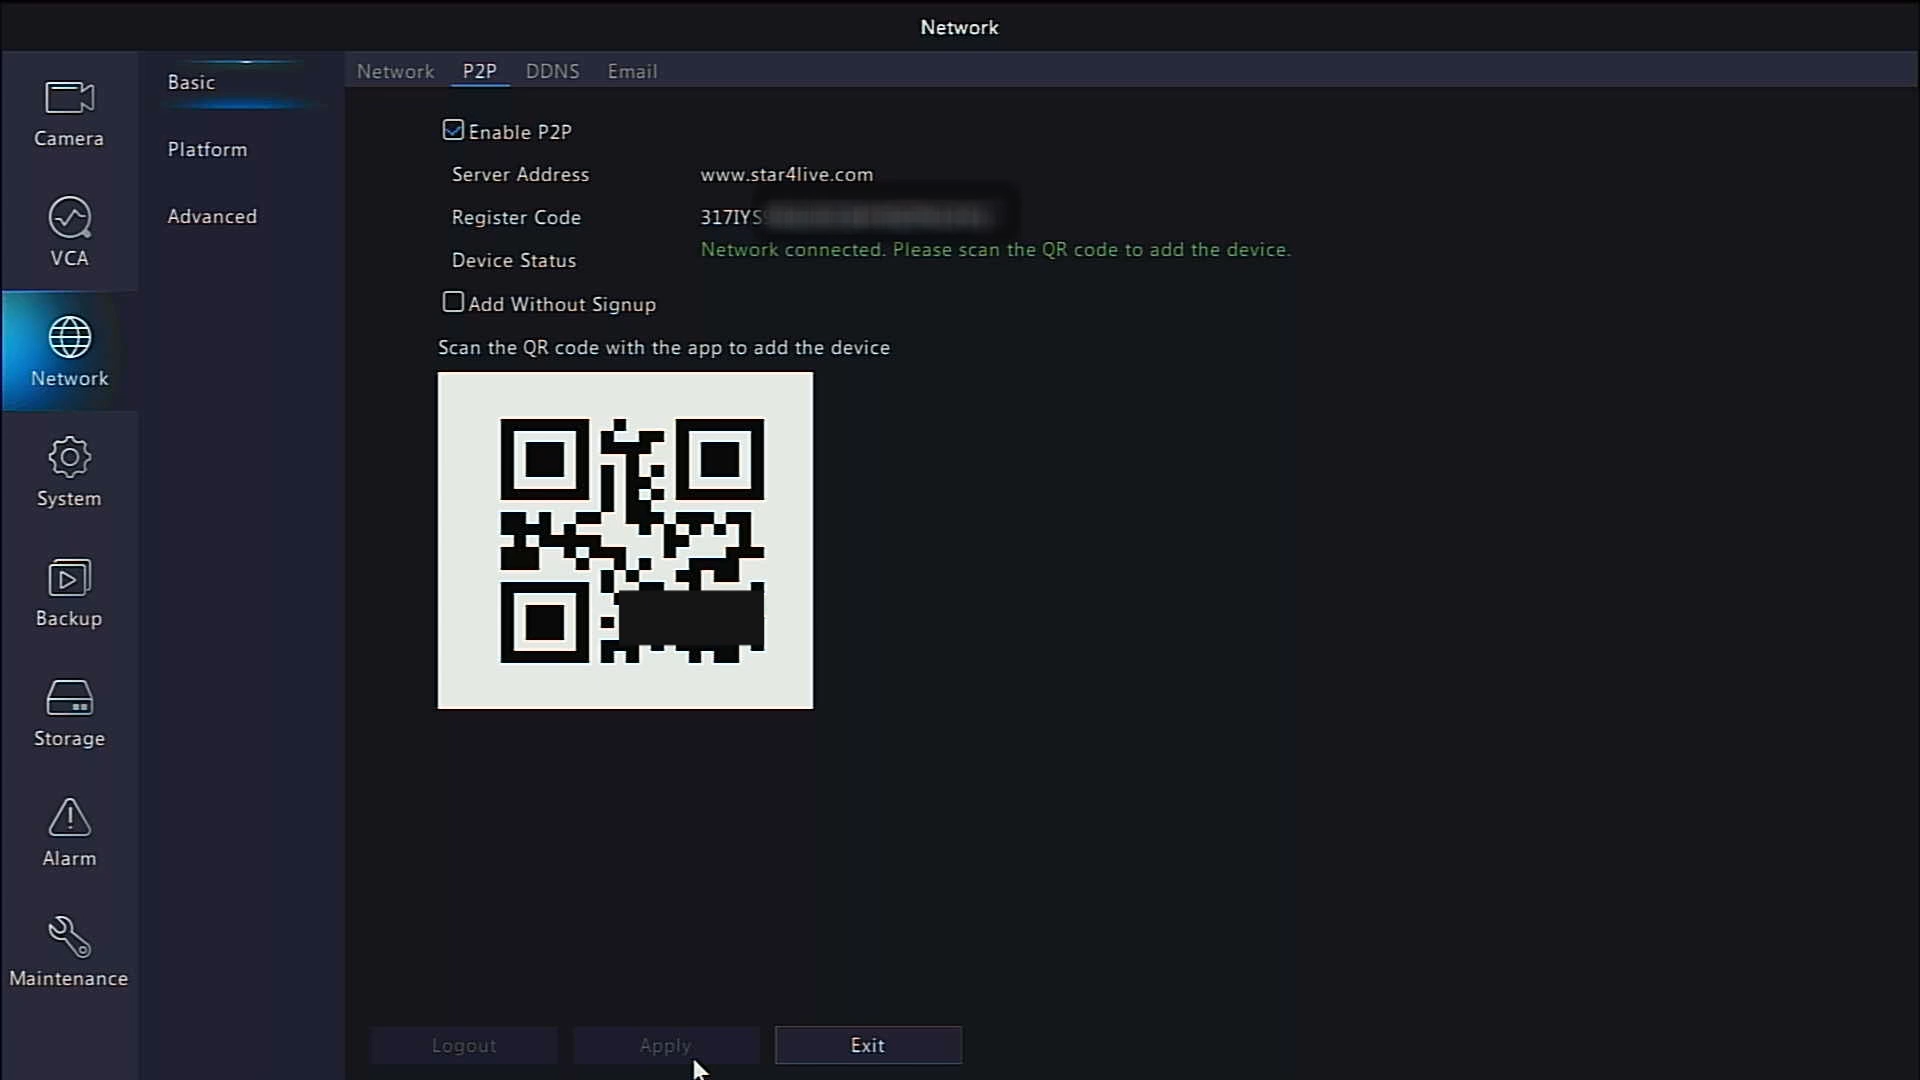 Network
Camera
VCA
Network
System
Backup
Storage
Alarm
Maintenance
Basic
Platform
Advanced
Network P2P DDNS Email
Enable P2P
Server Address www.star4live.com
Register Code
Device Status Network connected. Please scan the QR code to add the device.
Add Without Signup
Scan the QR code with the app to add the device
Logout Apply Exit